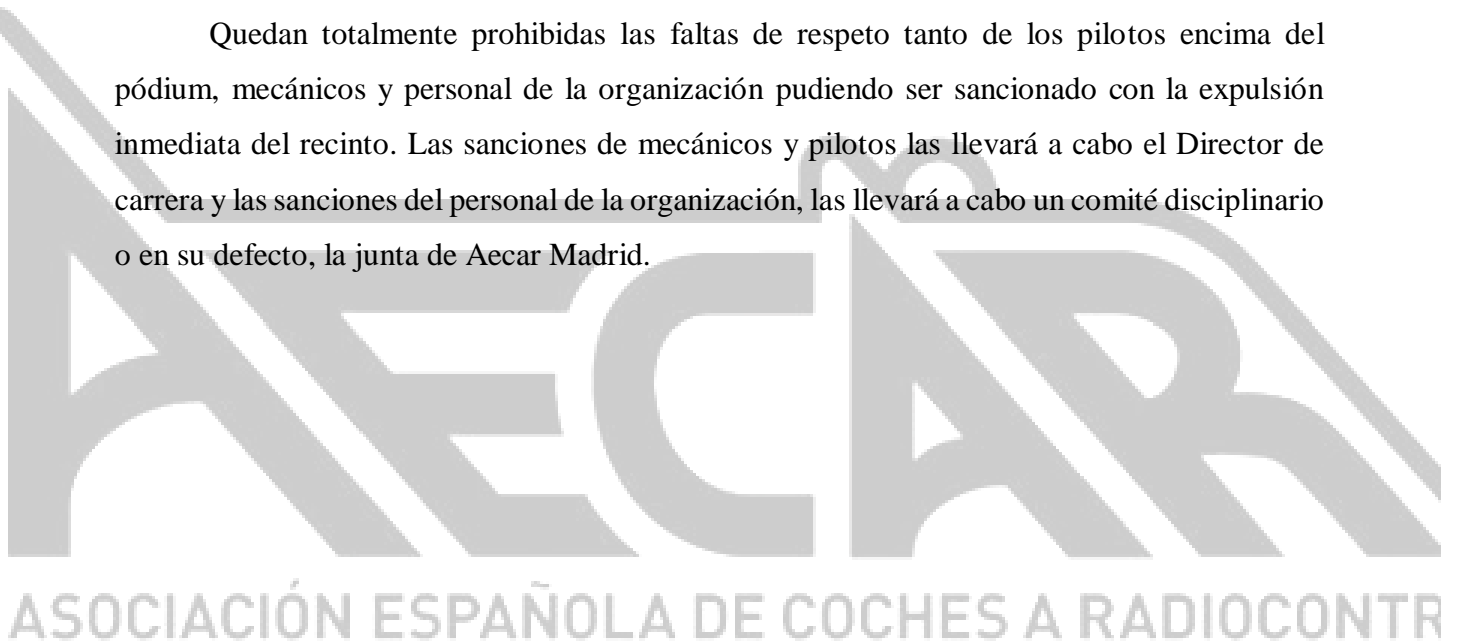 Quedan totalmente prohibidas las faltas de respeto tanto de los pilotos encima del
pódium, mecánicos y personal de la organización pudiendo ser sancionado con la expulsión
inmediata del recinto. Las sanciones de mecánicos y pilotos las llevará a cabo el Director de
carrera y las sanciones del personal de la organización, las llevará a cabo un comité disciplinario
o en su defecto, la junta de Aecar Madrid.
AECAR
ASOCIACIÓN ESPAÑOLA DE COCHES A RADIOCONTR